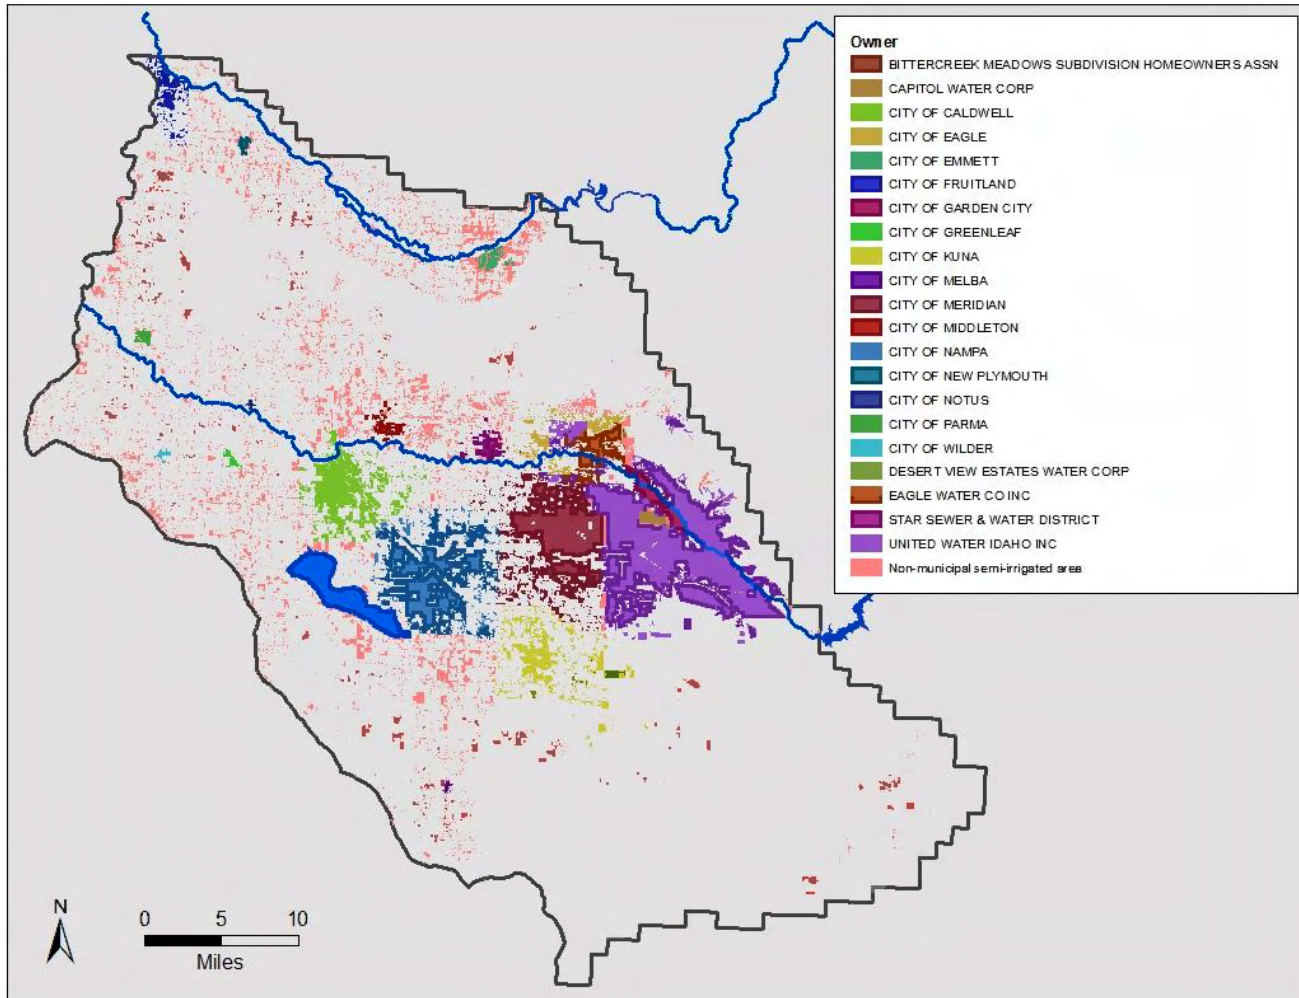 Owner
BITTERCREEK MEADOWS SUBDIVISION HOMEOWNERS ASSN
CAPITOL WATER CORP
CITY OF CALDWELL
CITY OF EAGLE
CITY OF EMMETT
CITY OF FRUITLAND
CITY OF GARDEN CITY
CITY OF GREENLEAF
CITY OF KUNA
CITY OF MELBA
CITY OF MERIDIAN
CITY OF MIDDLETON
CITY OF NAMPA
CITY OF NEW PLYMOUTH
CITY OF NOTUS
CITY OF PARMA
CITY OF WILDER
DESERT VIEW ESTATES WATER CORP
EAGLE WATER CO INC
STAR SEWER & WATER DISTRICT
UNITED WATER IDAHO INC
Non-municipal semi-irrigated area
N
0 5 10
Miles